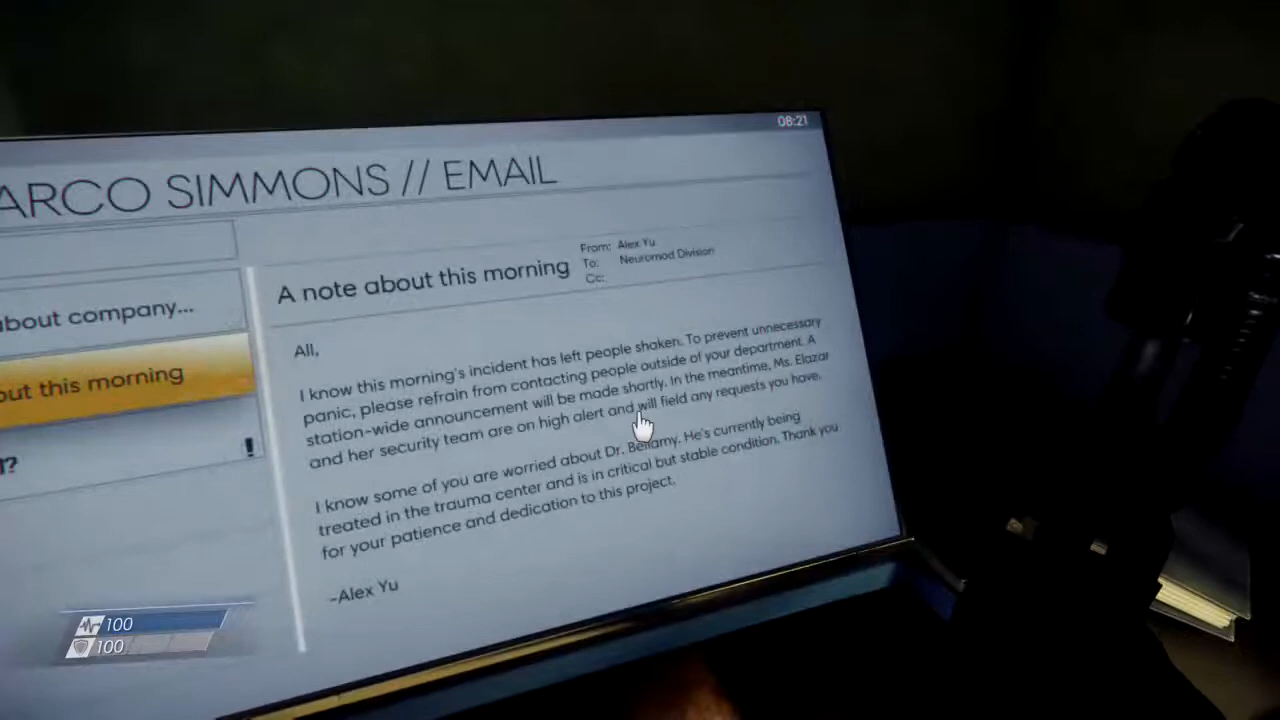 08:21
ARCO SIMMONS // EMAIL
From: Alex Yu
To: Neuromod Division
Cc:
A note about this morning
about company...
out this morning
!
?
All,
I know this morning's incident has left people shaken. To prevent unnecessary
panic, please refrain from contacting people outside of your department. A
station-wide announcement will be made shortly. In the meantime, Ms. Elazar
and her security team are on high alert and will field any requests you have.
I know some of you are worried about Dr. Bellamy. He's currently being
treated in the trauma center and is in critical but stable condition. Thank you
for your patience and dedication to this project.
-Alex Yu
100
100